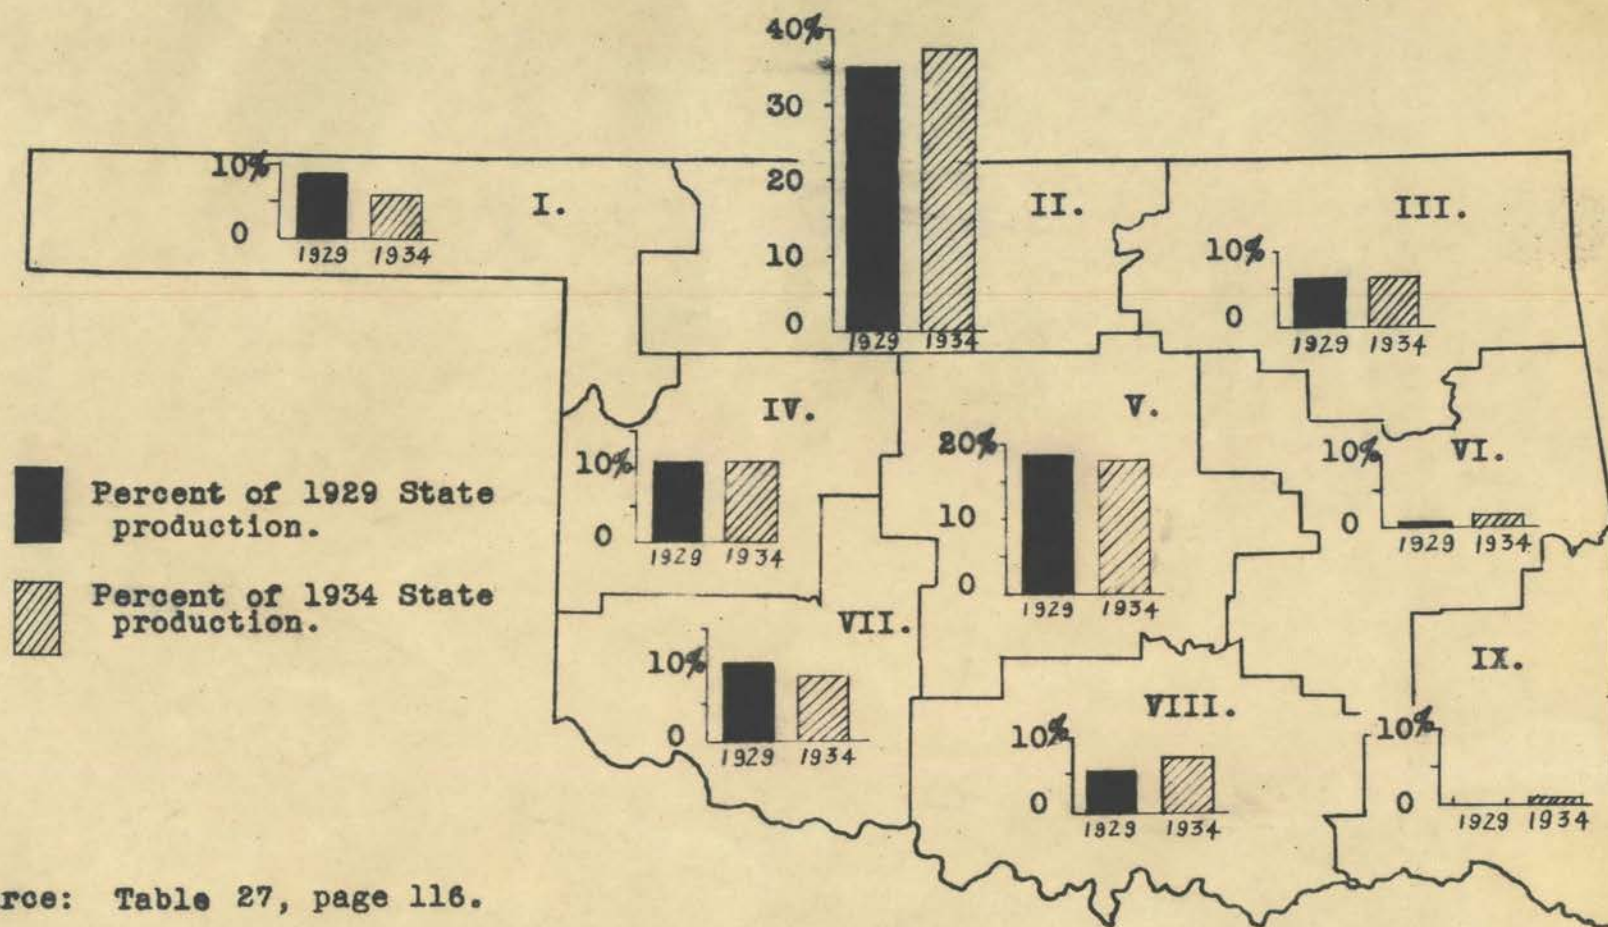 40%
30
20
10
0
1929 1934
II.
10%
0
1929 1934
I.
III.
10%
0
1929 1934
IV.
10%
0
1929 1934
V.
20%
10
0
1929 1934
VI.
10%
0
1929 1934
Percent of 1929 State
production.
Percent of 1934 State
production.
VII.
10%
0
1929 1934
VIII.
10%
0
1929 1934
IX.
10%
0
1929 1934
rce: Table 27, page 116.